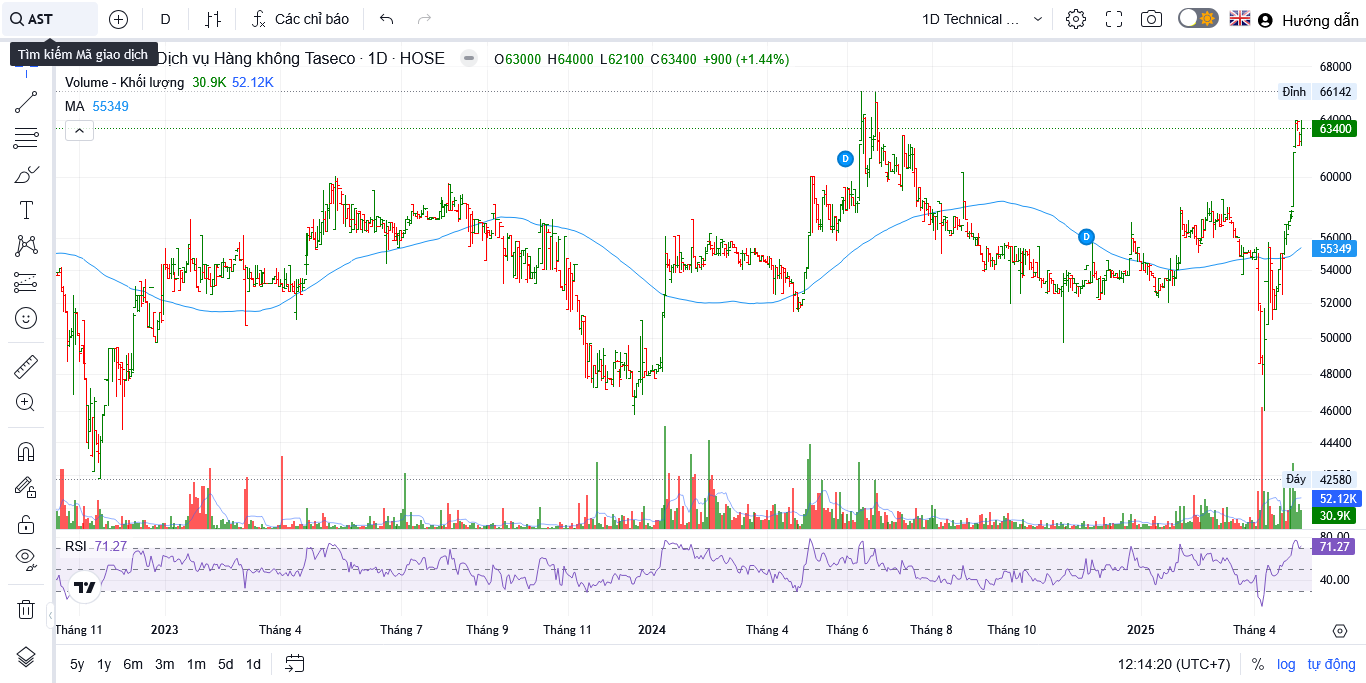 AST
D
Các chỉ báo
1D Technical ...
Hướng dẫn
Tìm kiếm Mã giao dịch
Dịch vụ Hàng không Taseco · 1D · HOSE
O63000 H64000 L62100 C63400 +900 (+1.44%)
Volume - Khối lượng 30.9K 52.12K
MA 55349
68000
Đỉnh 66142
64000
63400
60000
56000
55349
54000
52000
50000
48000
46000
44400
Đáy 42580
52.12K
30.9K
D
D
RSI 71.27
80.00
71.27
40.00
Tháng 11 2023 Tháng 4 Tháng 7 Tháng 9 Tháng 11 2024 Tháng 4 Tháng 6 Tháng 8 Tháng 10 2025 Tháng 4
5y 1y 6m 3m 1m 5d 1d
12:14:20 (UTC+7) % log tự động